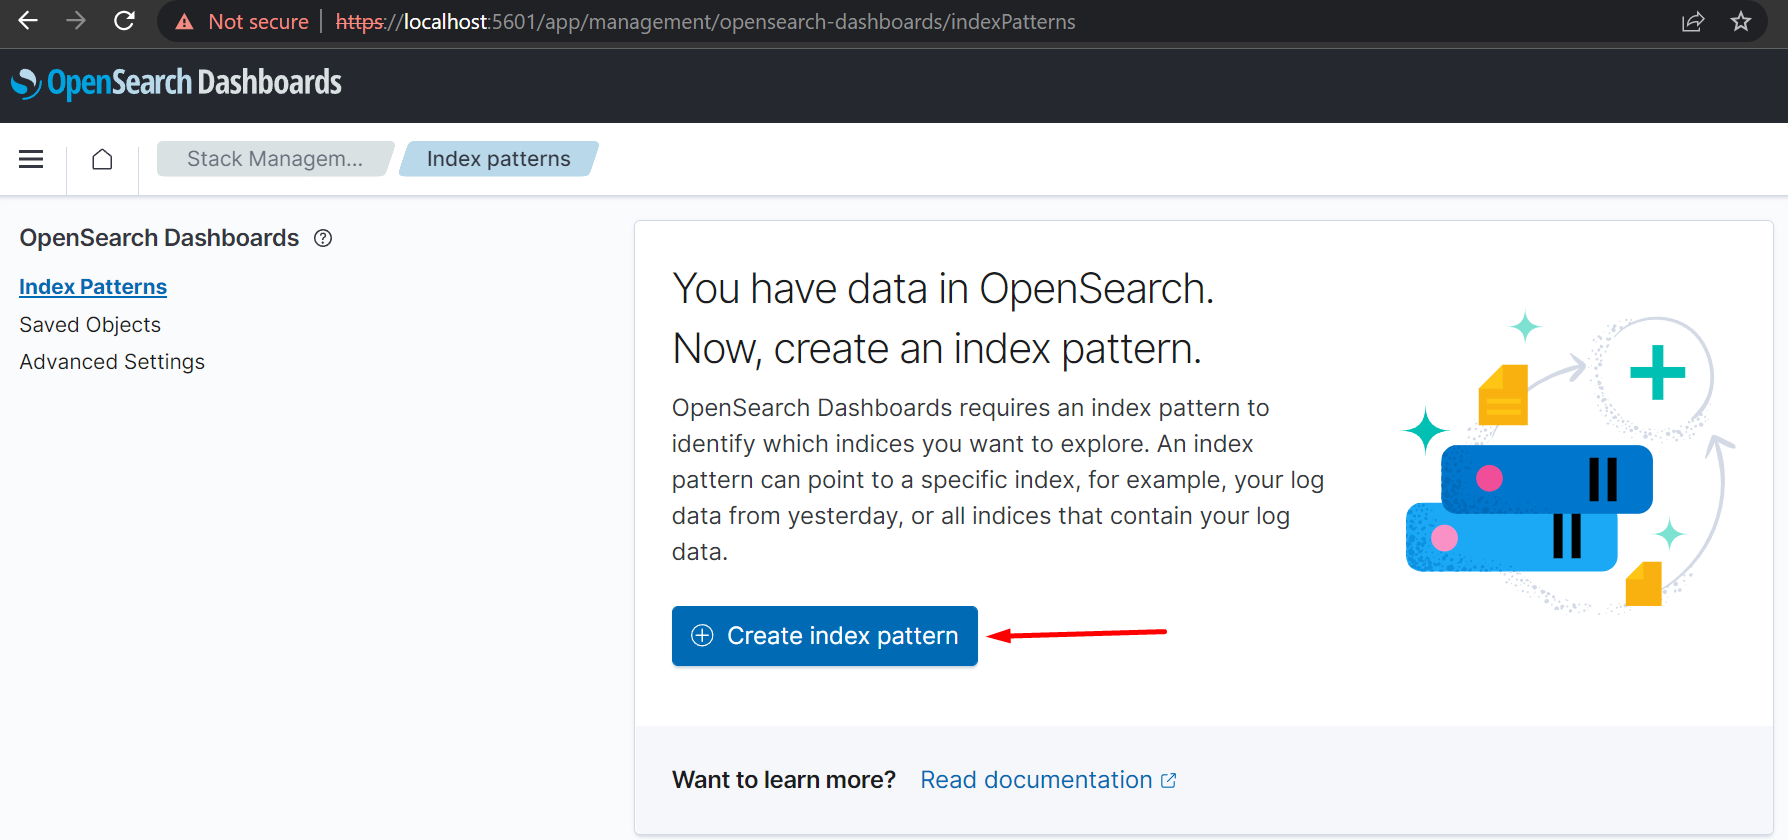 Not secure | https://localhost:5601/app/management/opensearch-dashboards/indexPatterns
OpenSearch Dashboards
Stack Managem...
Index patterns
OpenSearch Dashboards
Index Patterns
Saved Objects
Advanced Settings
You have data in OpenSearch.
Now, create an index pattern.
OpenSearch Dashboards requires an index pattern to
identify which indices you want to explore. An index
pattern can point to a specific index, for example, your log
data from yesterday, or all indices that contain your log
data.
Create index pattern
Want to learn more? Read documentation